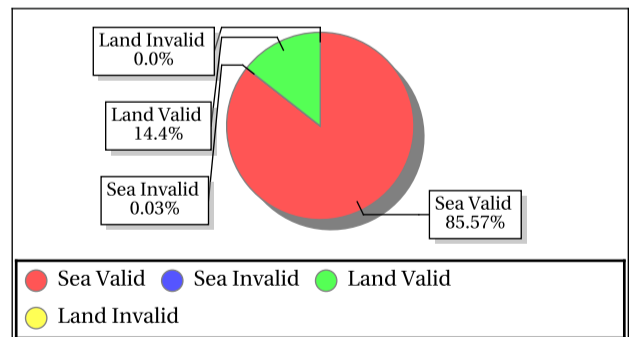 Land Invalid
0.0%
Land Valid
14.4%
Sea Invalid
0.03%
Sea Valid
85.57%
Sea Valid Sea Invalid Land Valid
Land Invalid